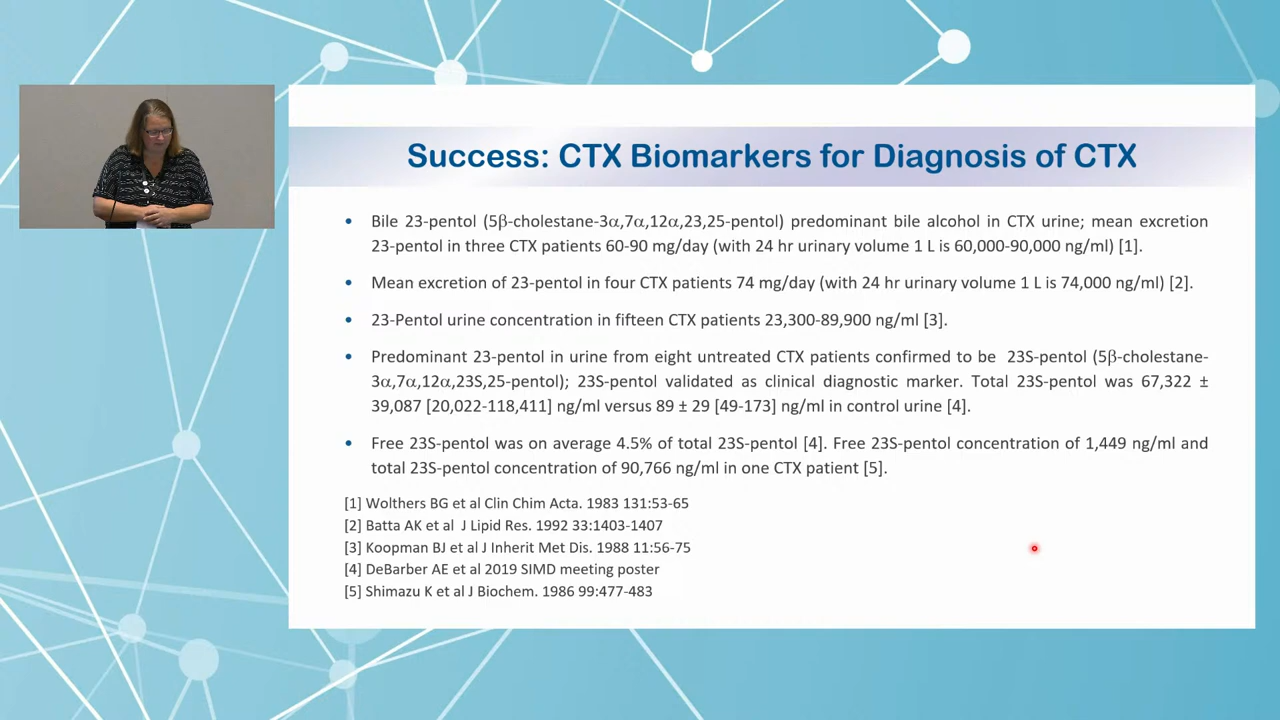 Success: CTX Biomarkers for Diagnosis of CTX
• Bile 23-pentol (5β-cholestane-3α,7α,12α,23,25-pentol) predominant bile alcohol in CTX urine; mean excretion
23-pentol in three CTX patients 60-90 mg/day (with 24 hr urinary volume 1 L is 60,000-90,000 ng/ml) [1].
• Mean excretion of 23-pentol in four CTX patients 74 mg/day (with 24 hr urinary volume 1 L is 74,000 ng/ml) [2].
• 23-Pentol urine concentration in fifteen CTX patients 23,300-89,900 ng/ml [3].
• Predominant 23-pentol in urine from eight untreated CTX patients confirmed to be 23S-pentol (5β-cholestane-
3α,7α,12α,23S,25-pentol); 23S-pentol validated as clinical diagnostic marker. Total 23S-pentol was 67,322 ±
39,087 [20,022-118,411] ng/ml versus 89 ± 29 [49-173] ng/ml in control urine [4].
• Free 23S-pentol was on average 4.5% of total 23S-pentol [4]. Free 23S-pentol concentration of 1,449 ng/ml and
total 23S-pentol concentration of 90,766 ng/ml in one CTX patient [5].
[1] Wolthers BG et al Clin Chim Acta. 1983 131:53-65
[2] Batta AK et al J Lipid Res. 1992 33:1403-1407
[3] Koopman BJ et al J Inherit Met Dis. 1988 11:56-75
[4] DeBarber AE et al 2019 SIMD meeting poster
[5] Shimazu K et al J Biochem. 1986 99:477-483